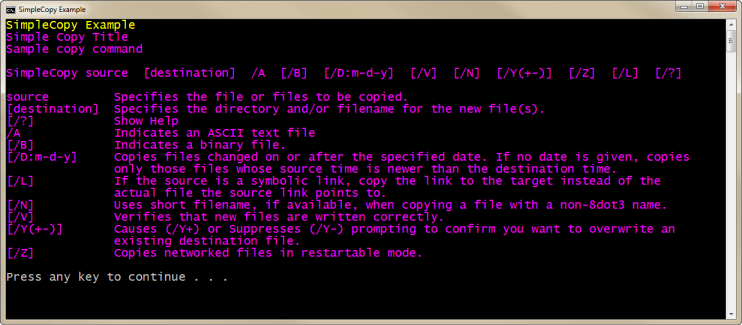 SimpleCopy Example
SimpleCopy Example
Simple Copy Title
Sample copy command
SimpleCopy source [destination] /A [/B] [/D:m-d-y] [/V] [/N] [/Y(+-)] [/Z] [/L] [/?]
source Specifies the file or files to be copied.
[destination] Specifies the directory and/or filename for the new file(s).
[/?] Show Help
/A Indicates an ASCII text file
[/B] Indicates a binary file.
[/D:m-d-y] Copies files changed on or after the specified date. If no date is given, copies
only those files whose source time is newer than the destination time.
[/L] If the source is a symbolic link, copy the link to the target instead of the
actual file the source link points to.
[/N] Uses short filename, if available, when copying a file with a non-8dot3 name.
[/V] Verifies that new files are written correctly.
[/Y(+-)] Causes (/Y+) or Suppresses (/Y-) prompting to confirm you want to overwrite an
existing destination file.
[/Z] Copies networked files in restartable mode.
Press any key to continue . . .